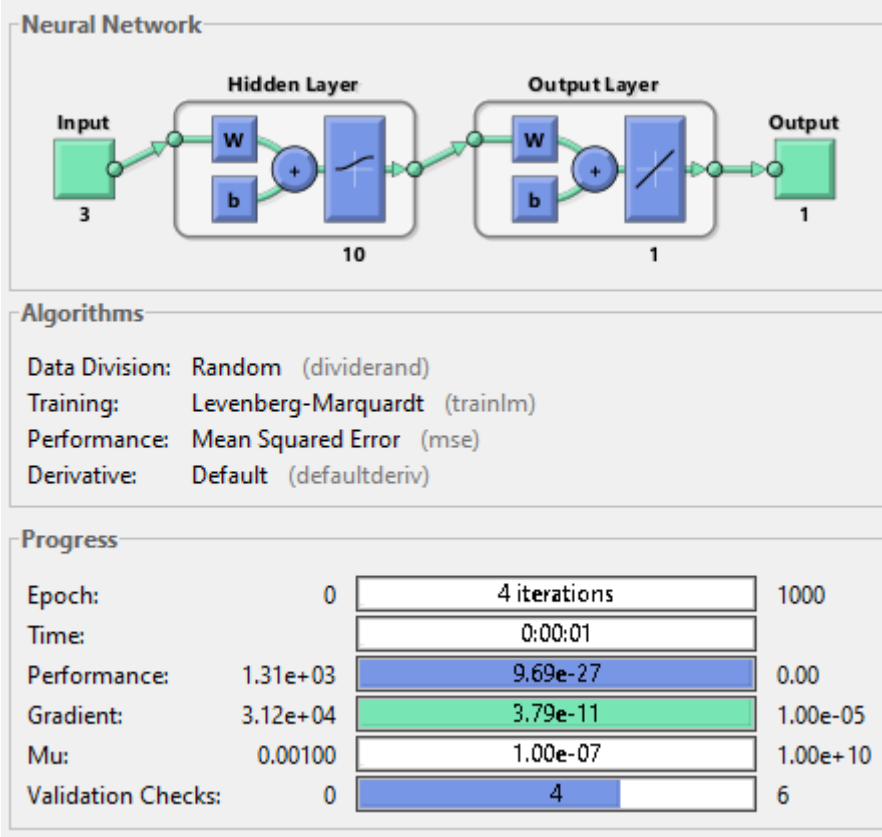 Neural Network
Hidden Layer
Output Layer
Input
Output
W
W
+
+
b
b
3
1
10
1
Algorithms
Data Division: Random (dividerand)
Training: Levenberg-Marquardt (trainlm)
Performance: Mean Squared Error (mse)
Derivative: Default (defaultderiv)
Progress
Epoch: 0 4 iterations 1000
Time: 0:00:01
Performance: 1.31e+03 9.69e-27 0.00
Gradient: 3.12e+04 3.79e-11 1.00e-05
Mu: 0.00100 1.00e-07 1.00e+10
Validation Checks: 0 4 6